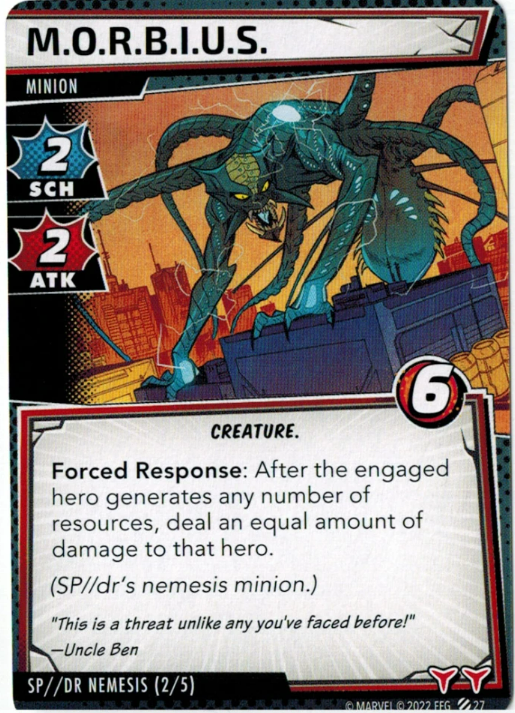 M.O.R.B.I.U.S.
MINION
2
SCH
2
ATK
6
CREATURE.
Forced Response: After the engaged
hero generates any number of
resources, deal an equal amount of
damage to that hero.
(SP//dr's nemesis minion.)
"This is a threat unlike any you've faced before!"
—Uncle Ben
SP//DR NEMESIS (2/5)
© MARVEL © 2022 FFG 27